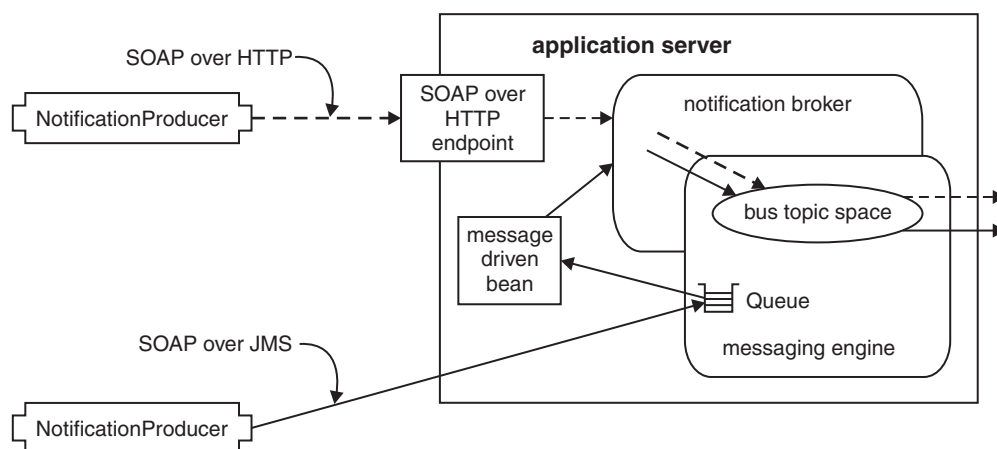 application server
SOAP over HTTP
NotificationProducer
SOAP over
HTTP
endpoint
notification broker
bus topic space
message
driven
bean
Queue
messaging engine
SOAP over JMS
NotificationProducer